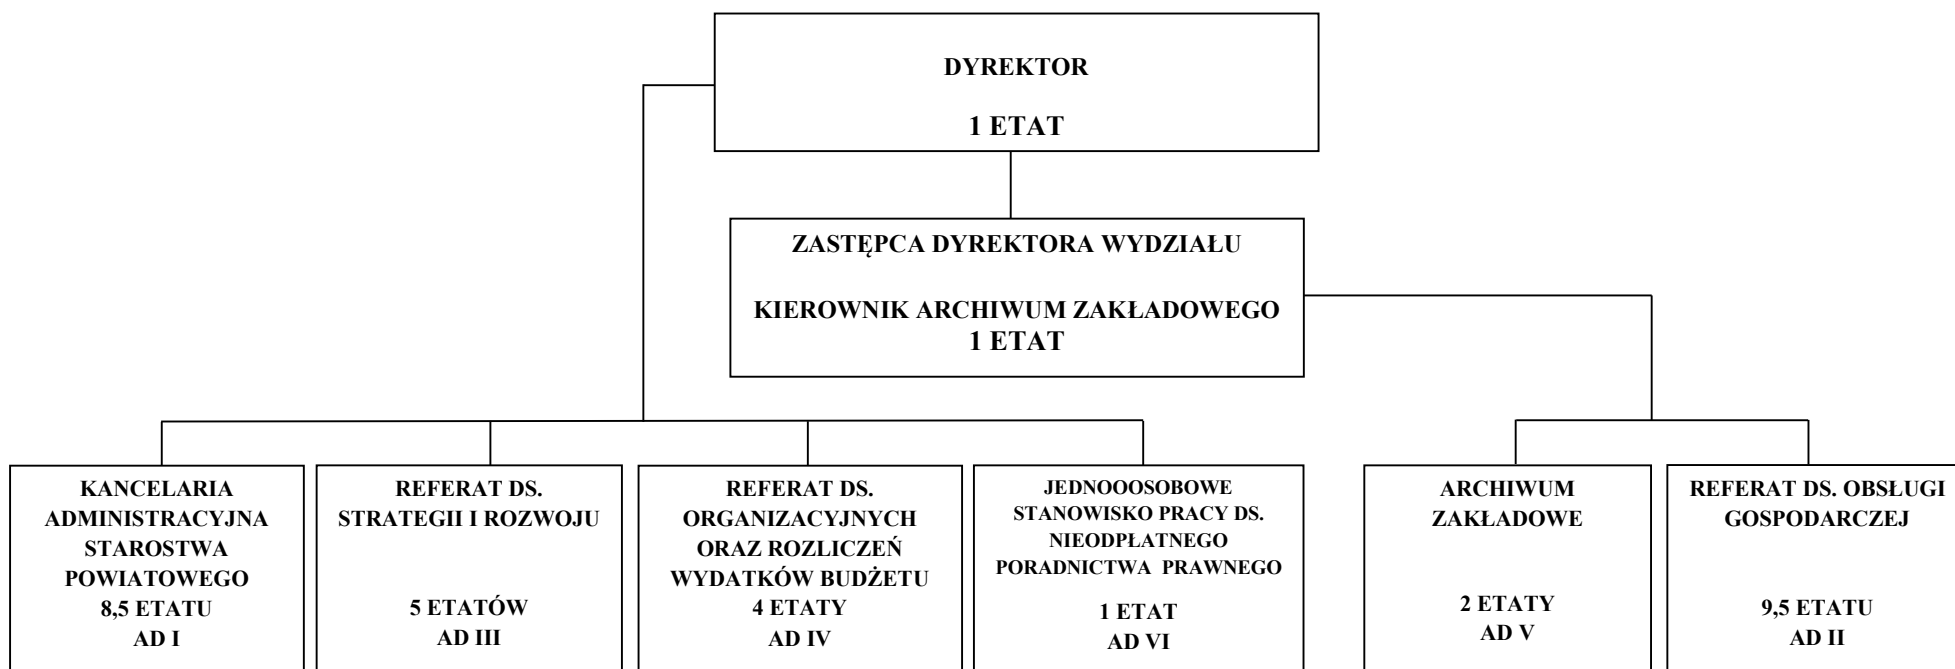 DYREKTOR
1 ETAT
ZASTĘPCA DYREKTORA WYDZIAŁU
KIEROWNIK ARCHIWUM ZAKŁADOWEGO
1 ETAT
KANCELARIA
ADMINISTRACYJNA
STAROSTWA
POWIATOWEGO
8,5 ETATU
AD I
REFERAT DS.
STRATEGII I ROZWOJU
5 ETATÓW
AD III
REFERAT DS.
ORGANIZACYJNYCH
ORAZ ROZLICZEŃ
WYDATKÓW BUDŻETU
4 ETATY
AD IV
JEDNOOOSOBOWE
STANOWISKO PRACY DS.
NIEODPŁATNEGO
PORADNICTWA PRAWNEGO
1 ETAT
AD VI
ARCHIWUM
ZAKŁADOWE
2 ETATY
AD V
REFERAT DS. OBSŁUGI
GOSPODARCZEJ
9,5 ETATU
AD II